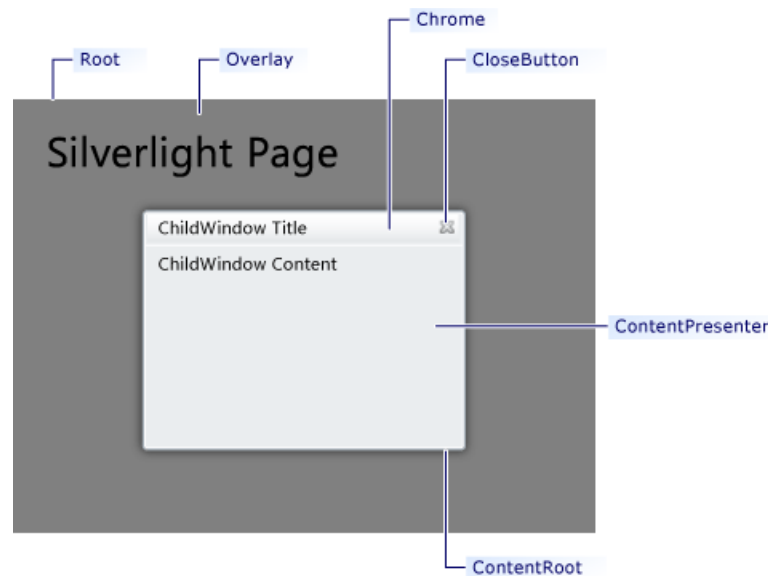 Chrome
Root
Overlay
CloseButton
Silverlight Page
ChildWindow Title
ChildWindow Content
ContentPresenter
ContentRoot